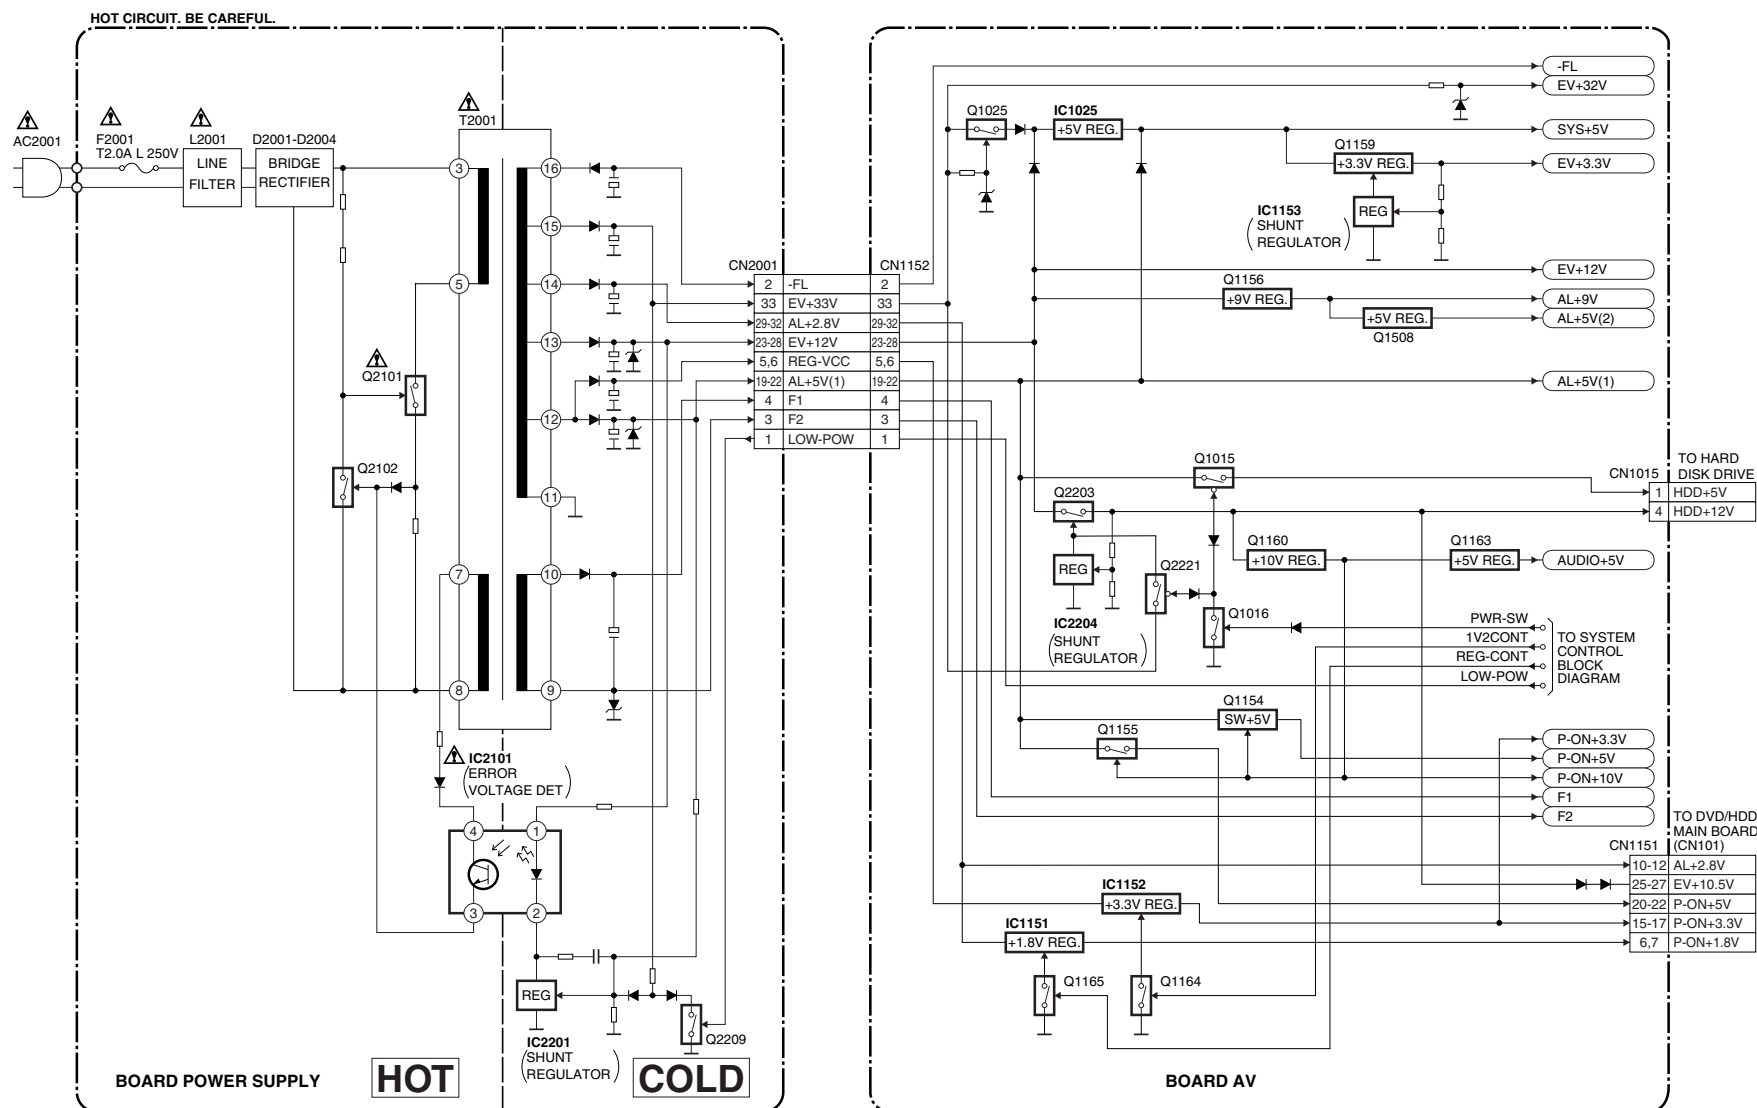 HOT CIRCUIT. BE CAREFUL.
AC2001
F2001
T2.0A L 250V
L2001
LINE
FILTER
D2001-D2004
BRIDGE
RECTIFIER
T2001
3
5
7
8
16
15
14
13
12
11
10
9
Q2101
Q2102
IC2101
ERROR
VOLTAGE DET
4
1
3
2
REG
IC2201
SHUNT
REGULATOR
Q2209
BOARD POWER SUPPLY
HOT
COLD
CN2001
CN1152
2 -FL 2
33 EV+33V 33
29-32 AL+2.8V 29-32
23-28 EV+12V 23-28
5,6 REG-VCC 5,6
19-22 AL+5V(1) 19-22
4 F1 4
3 F2 3
1 LOW-POW 1
Q1025
IC1025
+5V REG.
Q1159
+3.3V REG.
IC1153
SHUNT
REGULATOR
REG
-FL
EV+32V
SYS+5V
EV+3.3V
EV+12V
Q1156
+9V REG.
AL+9V
+5V REG.
Q1508
AL+5V(2)
AL+5V(1)
Q1015
CN1015
TO HARD
DISK DRIVE
1 HDD+5V
4 HDD+12V
Q2203
REG
IC2204
SHUNT
REGULATOR
Q2221
Q1016
Q1160
+10V REG.
Q1163
+5V REG.
AUDIO+5V
PWR-SW
1V2CONT
REG-CONT
LOW-POW
TO SYSTEM
CONTROL
BLOCK
DIAGRAM
Q1154
SW+5V
Q1155
P-ON+3.3V
P-ON+5V
P-ON+10V
F1
F2
TO DVD/HDD
MAIN BOARD
(CN101)
CN1151
10-12 AL+2.8V
25-27 EV+10.5V
20-22 P-ON+5V
15-17 P-ON+3.3V
6,7 P-ON+1.8V
IC1152
+3.3V REG.
IC1151
+1.8V REG.
Q1165
Q1164
BOARD AV